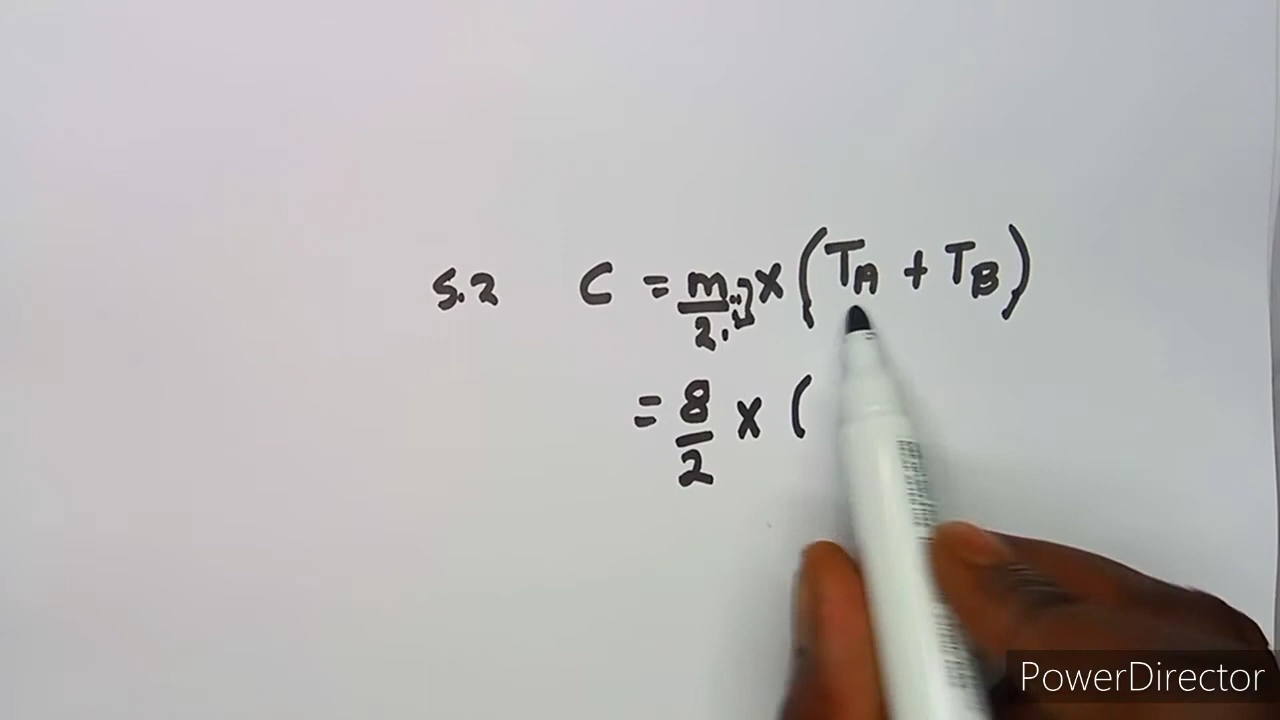 5.2 C = m/2 × (TA + TB)
= 8/2 × (
PowerDirector